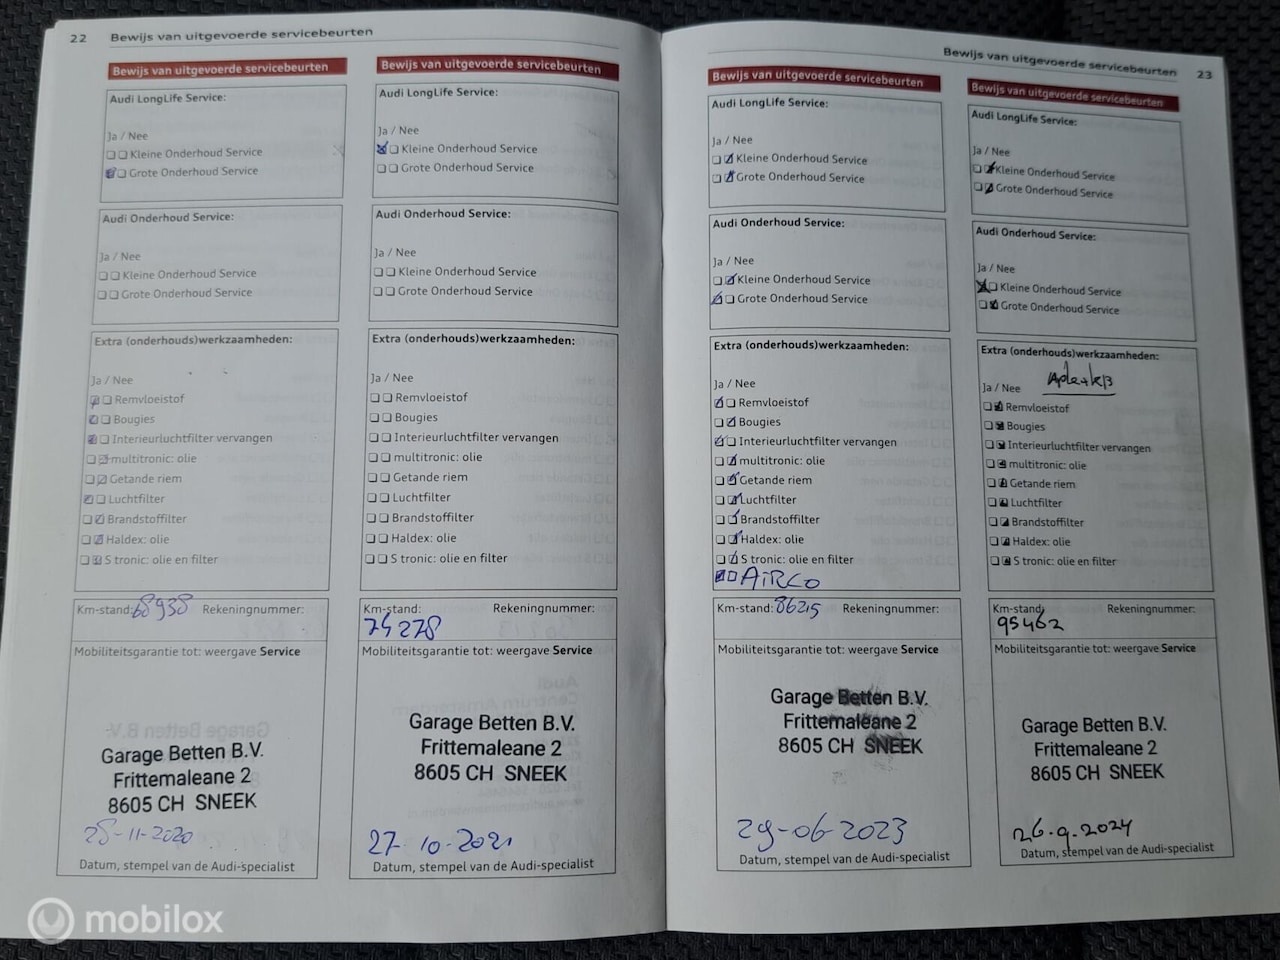 22 Bewijs van uitgevoerde servicebeurten
Bewijs van uitgevoerde servicebeurten
Audi LongLife Service:
Ja / Nee
Kleine Onderhoud Service
Grote Onderhoud Service
Audi Onderhoud Service:
Ja / Nee
Kleine Onderhoud Service
Grote Onderhoud Service
Extra (onderhouds)werkzaamheden:
Ja / Nee
Remvloeistof
Bougies
Interieurluchtfilter vervangen
multitronic: olie
Getande riem
Luchtfilter
Brandstoffilter
Haldex: olie
S tronic: olie en filter
Km-stand: 68938 Rekeningnummer:
Mobiliteitsgarantie tot: weergave Service
Garage Betten B.V.
Frittemaleane 2
8605 CH SNEEK
25-11-2020
Datum, stempel van de Audi-specialist
Bewijs van uitgevoerde servicebeurten
Audi LongLife Service:
Ja / Nee
Kleine Onderhoud Service
Grote Onderhoud Service
Audi Onderhoud Service:
Ja / Nee
Kleine Onderhoud Service
Grote Onderhoud Service
Extra (onderhouds)werkzaamheden:
Ja / Nee
Remvloeistof
Bougies
Interieurluchtfilter vervangen
multitronic: olie
Getande riem
Luchtfilter
Brandstoffilter
Haldex: olie
S tronic: olie en filter
Km-stand: Rekeningnummer:
74278
Mobiliteitsgarantie tot: weergave Service
Garage Betten B.V.
Frittemaleane 2
8605 CH SNEEK
27-10-2021
Datum, stempel van de Audi-specialist
Bewijs van uitgevoerde servicebeurten 23
Bewijs van uitgevoerde servicebeurten
Audi LongLife Service:
Ja / Nee
Kleine Onderhoud Service
Grote Onderhoud Service
Audi Onderhoud Service:
Ja / Nee
Kleine Onderhoud Service
Grote Onderhoud Service
Extra (onderhouds)werkzaamheden:
Ja / Nee
Remvloeistof
Bougies
Interieurluchtfilter vervangen
multitronic: olie
Getande riem
Luchtfilter
Brandstoffilter
Haldex: olie
S tronic: olie en filter
AIRCO
Km-stand: 86215 Rekeningnummer:
Mobiliteitsgarantie tot: weergave Service
Garage Betten B.V.
Frittemaleane 2
8605 CH SNEEK
29-06-2023
Datum, stempel van de Audi-specialist
Bewijs van uitgevoerde servicebeurten
Audi LongLife Service:
Ja / Nee
Kleine Onderhoud Service
Grote Onderhoud Service
Audi Onderhoud Service:
Ja / Nee
Kleine Onderhoud Service
Grote Onderhoud Service
Extra (onderhouds)werkzaamheden:
Ja / Nee
Remvloeistof
Bougies
Interieurluchtfilter vervangen
multitronic: olie
Getande riem
Luchtfilter
Brandstoffilter
Haldex: olie
S tronic: olie en filter
Km-stand: Rekeningnummer:
95462
Mobiliteitsgarantie tot: weergave Service
Garage Betten B.V.
Frittemaleane 2
8605 CH SNEEK
26.9.2024
Datum, stempel van de Audi-specialist
mobilox